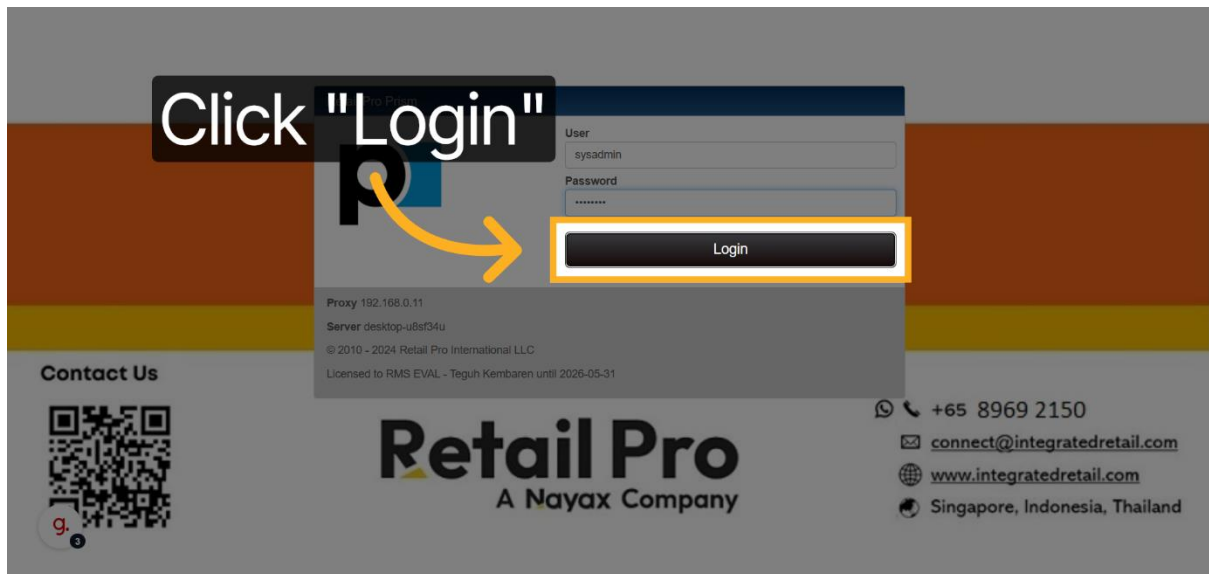 Click "Login"
Pro Prism
User
sysadmin
Password
Login
Proxy 192.168.0.11
Server desktop-u8sf34u
© 2010 - 2024 Retail Pro International LLC
Licensed to RMS EVAL - Teguh Kembaren until 2026-05-31
Contact Us
Retail Pro
A Nayax Company
+65 8969 2150
connect@integratedretail.com
www.integratedretail.com
Singapore, Indonesia, Thailand
g.
3